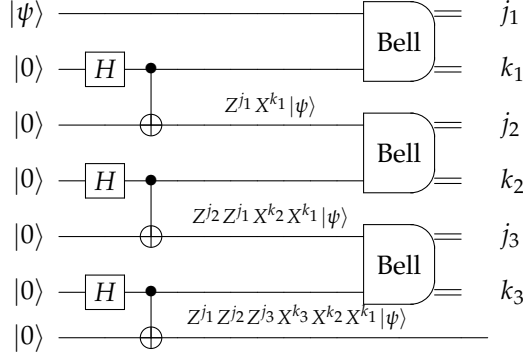 |ψ⟩ j₁
Bell
|0⟩ H k₁
Z^{j₁} X^{k₁} |ψ⟩
|0⟩ j₂
Bell
|0⟩ H k₂
Z^{j₂} Z^{j₁} X^{k₂} X^{k₁} |ψ⟩
|0⟩ j₃
Bell
|0⟩ H k₃
Z^{j₁} Z^{j₂} Z^{j₃} X^{k₃} X^{k₂} X^{k₁} |ψ⟩
|0⟩